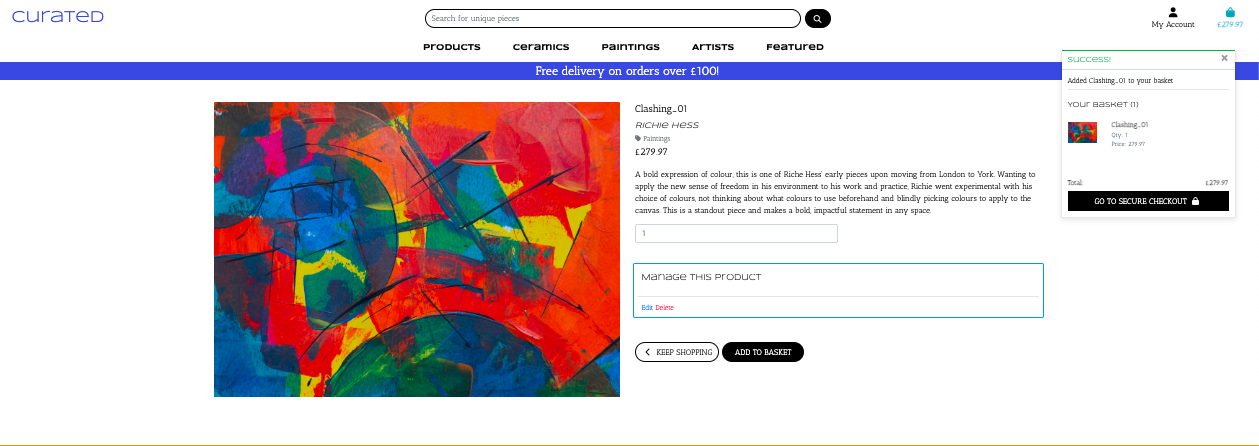 curated
Search for unique pieces
My Account
£279.97
Products
Ceramics
Paintings
Artists
Featured
Free delivery on orders over £100!
Success!
×
Added Clashing_01 to your basket
Your Basket (1)
Clashing_01
Qty: 1
Price: 279.97
Total:
£279.97
GO TO SECURE CHECKOUT
Clashing_01
Richie Hess
Paintings
£279.97
A bold expression of colour, this is one of Riche Hess' early pieces upon moving from London to York. Wanting to
apply the new sense of freedom in his environment to his work and practice, Richie went experimental with his
choice of colours, not thinking about what colours to use beforehand and blindly picking colours to apply to the
canvas. This is a standout piece and makes a bold, impactful statement in any space.
1
Manage this product
Edit Delete
KEEP SHOPPING
ADD TO BASKET